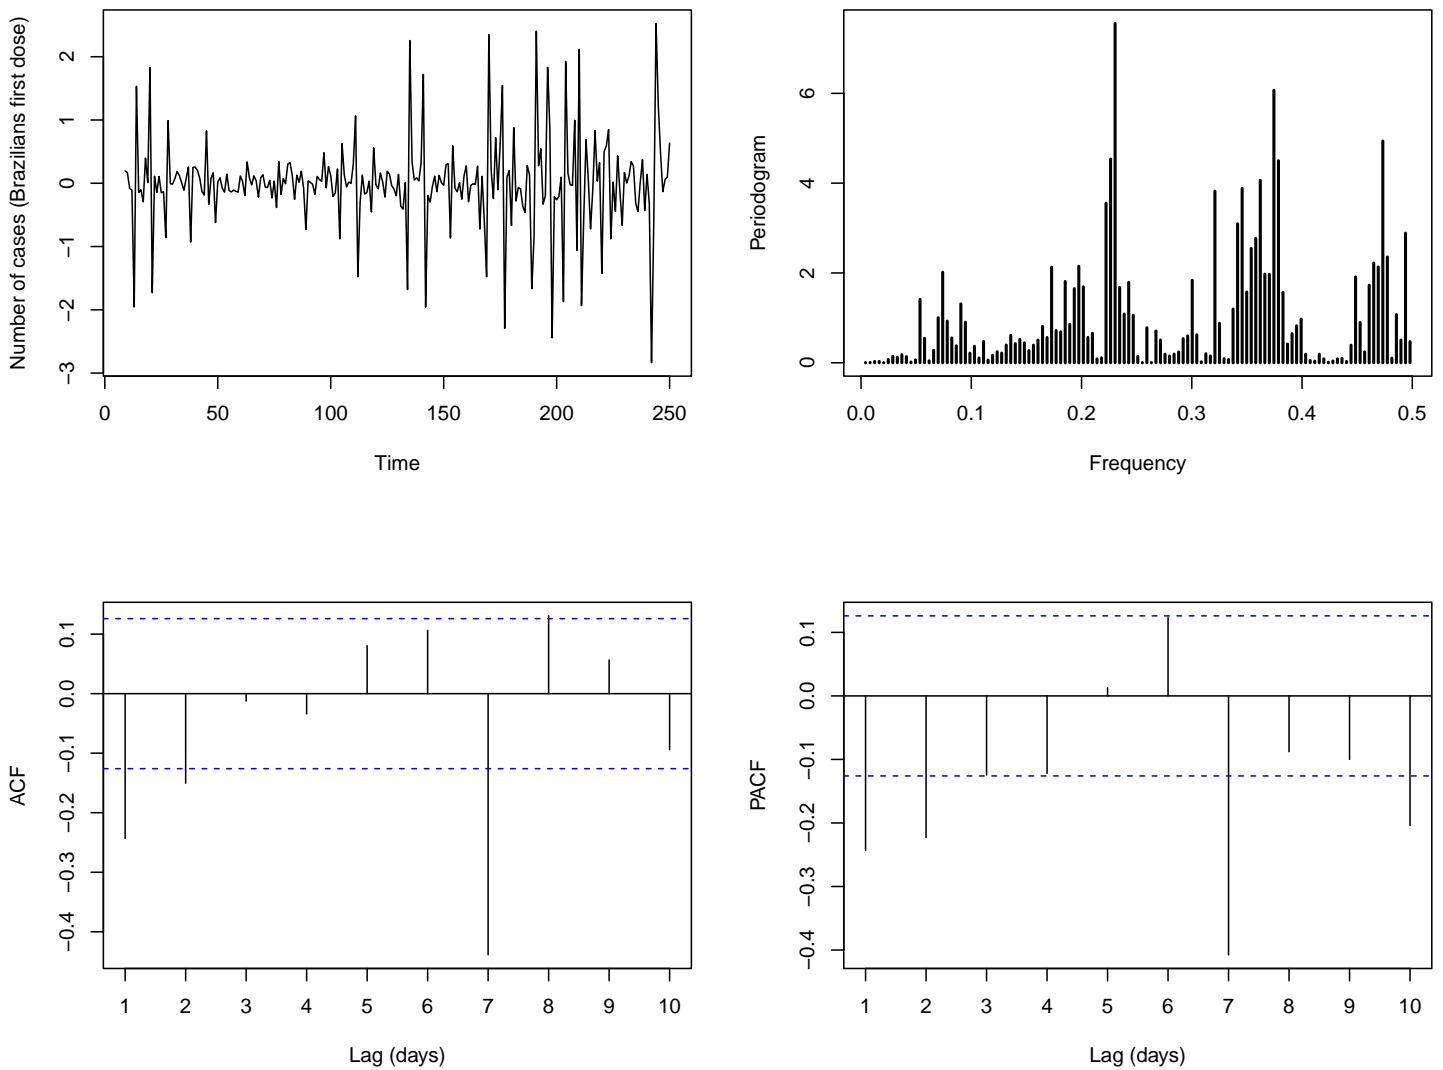 Number of cases (Brazilians first dose)
2
1
0
−1
−2
−3
0 50 100 150 200 250
Time
Periodogram
6
4
2
0
0.0 0.1 0.2 0.3 0.4 0.5
Frequency
ACF
0.1
0.0
−0.1
−0.2
−0.3
−0.4
1 2 3 4 5 6 7 8 9 10
Lag (days)
PACF
0.1
0.0
−0.1
−0.2
−0.3
−0.4
1 2 3 4 5 6 7 8 9 10
Lag (days)